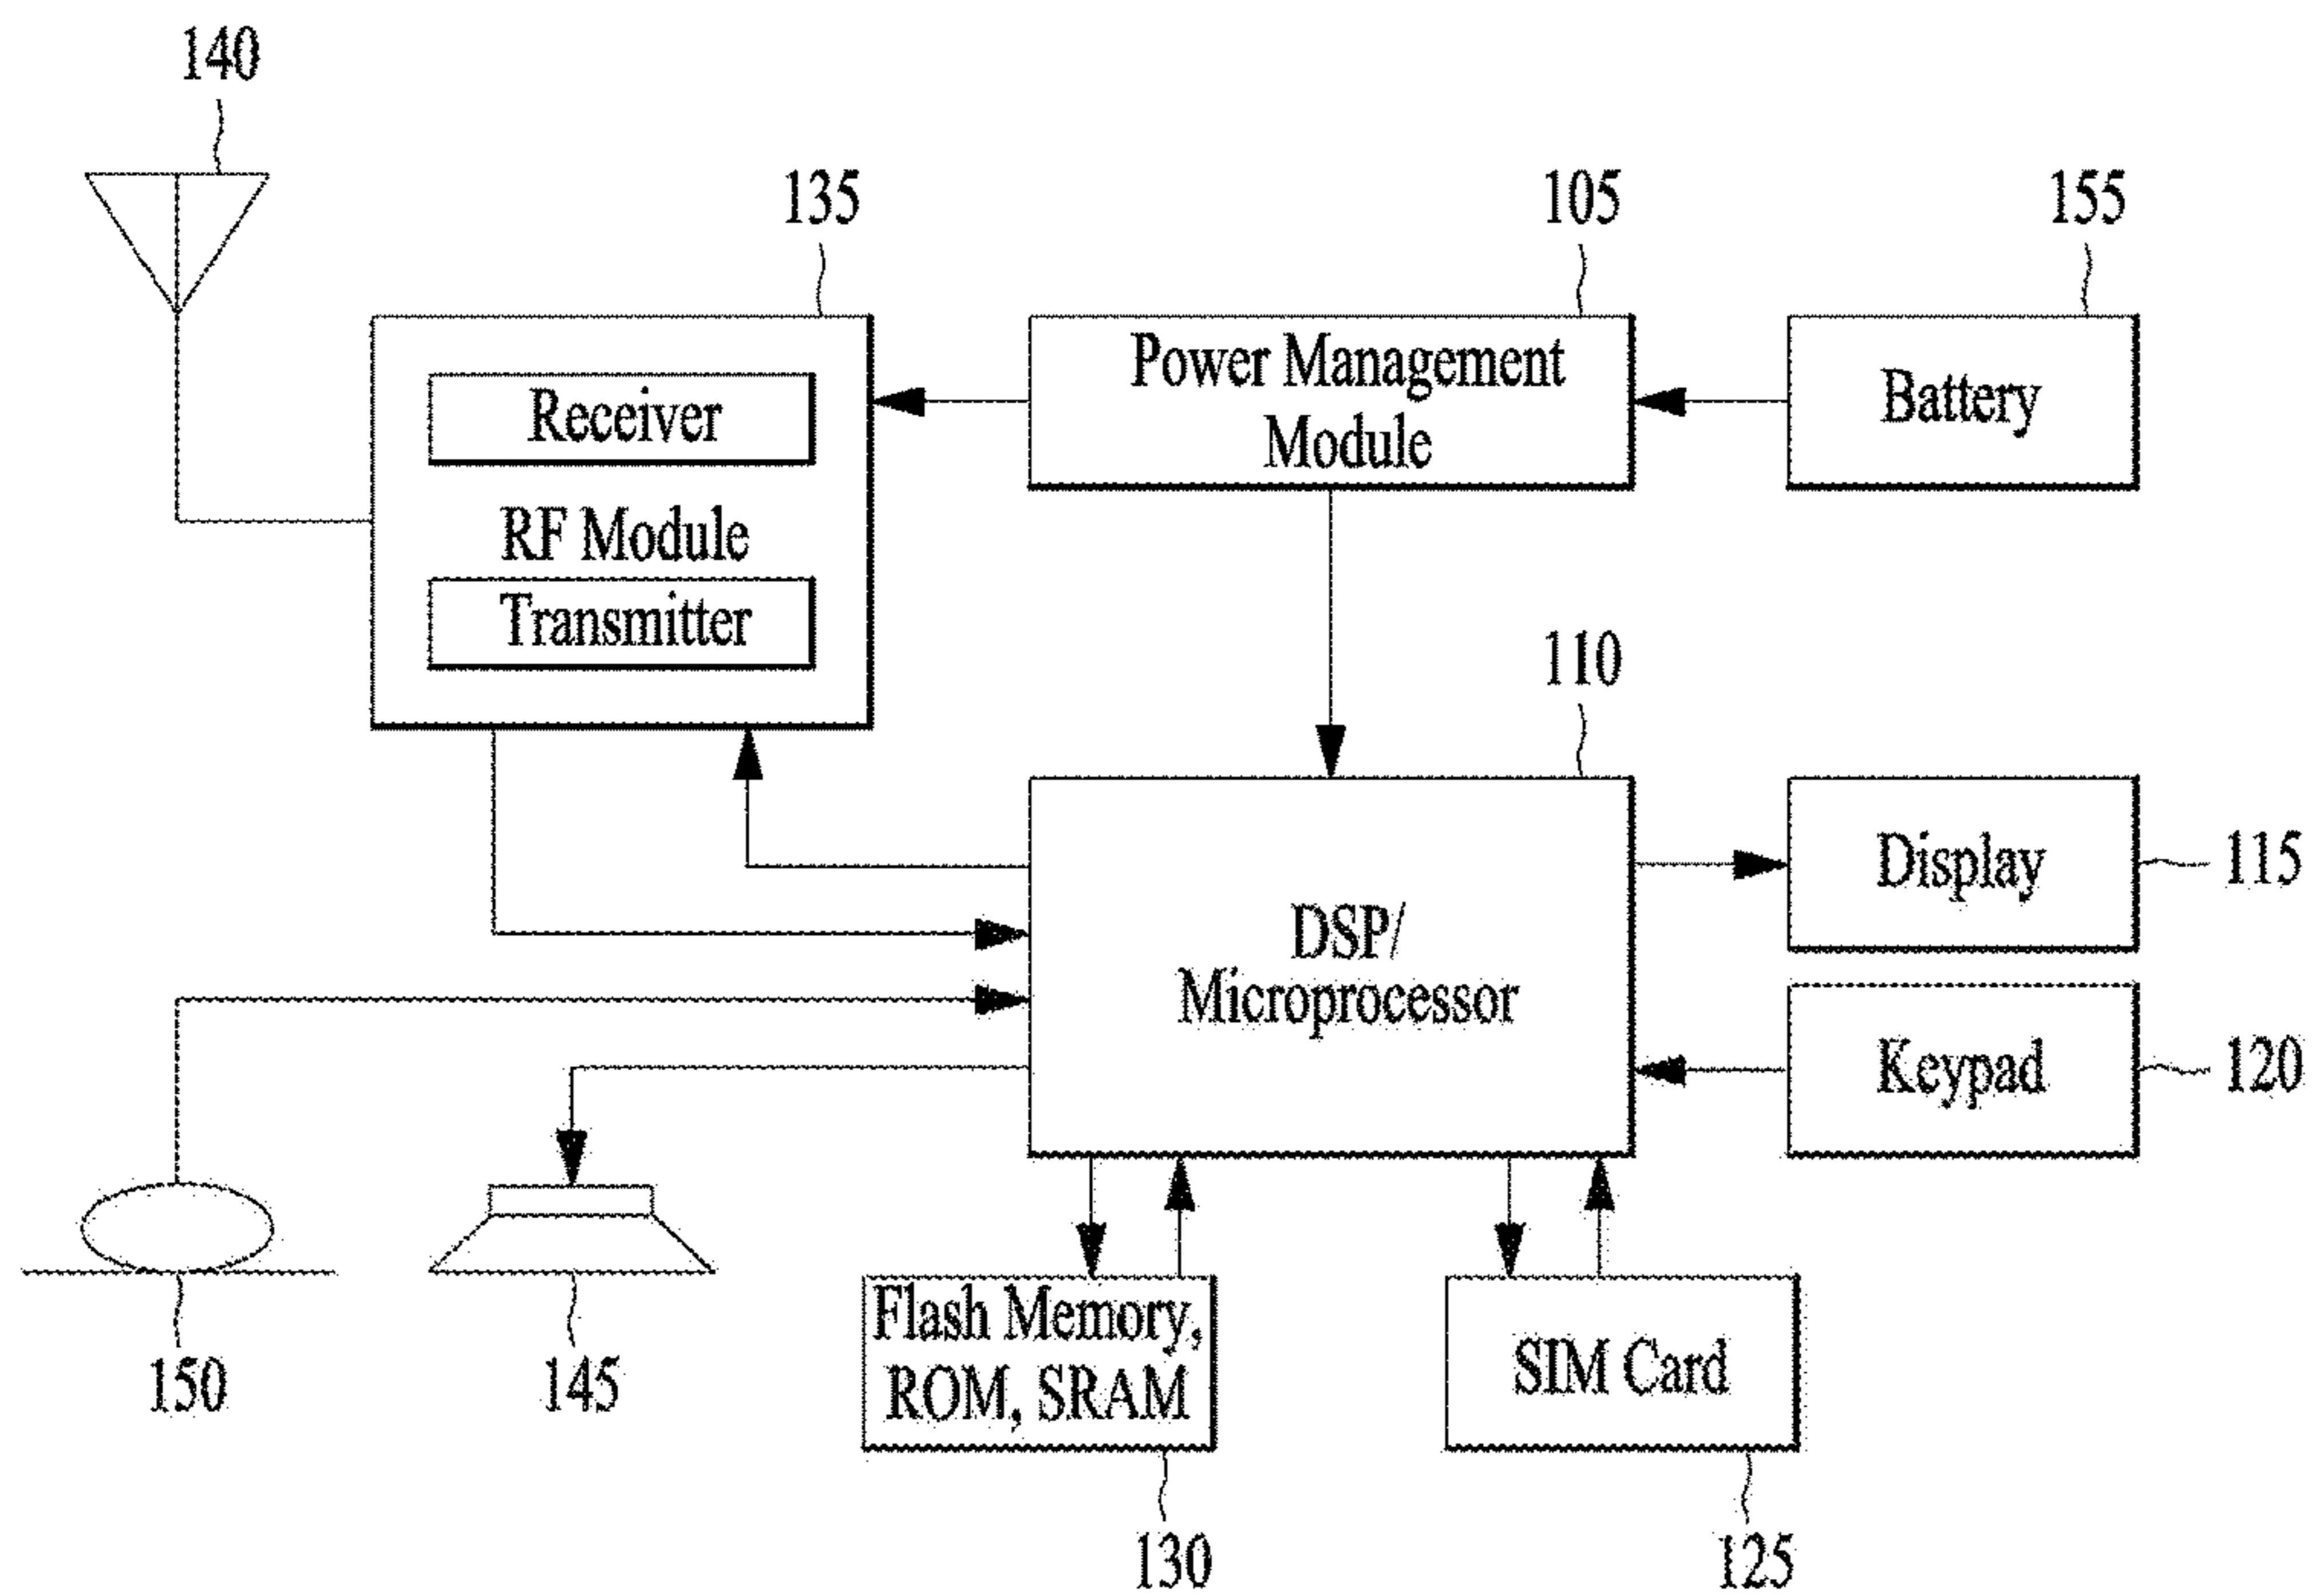 140
135
105
155
Receiver
RF Module
Transmitter
Power Management
Module
Battery
110
DSP/
Microprocessor
Display
115
Keypad
120
150
145
Flash Memory,
ROM, SRAM
SIM Card
130
125